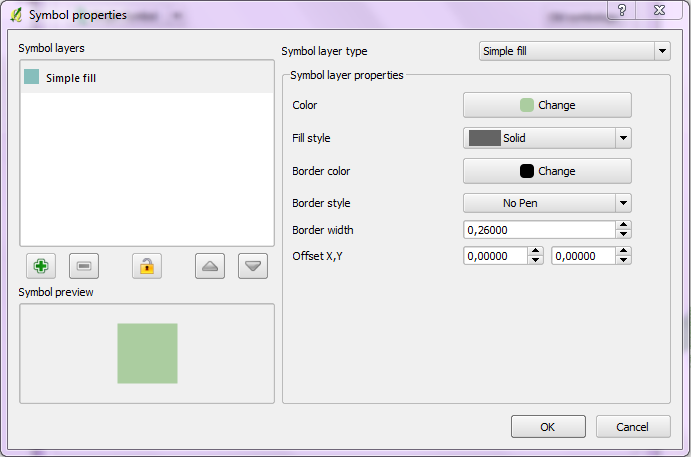 Symbol properties
Symbol layers
Simple fill
Symbol preview
Symbol layer type
Simple fill
Symbol layer properties
Color
Change
Fill style
Solid
Border color
Change
Border style
No Pen
Border width
0,26000
Offset X,Y
0,00000
0,00000
OK
Cancel